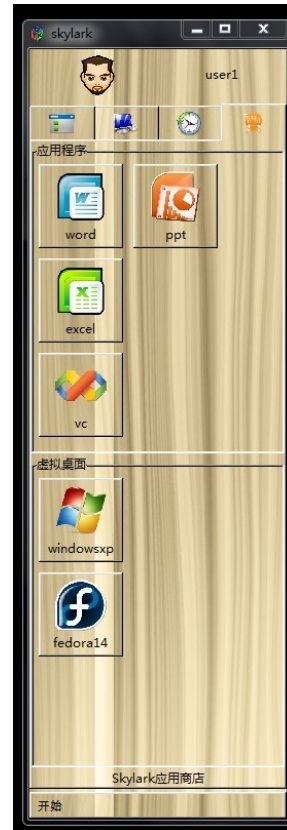 skylark
user1
应用程序
word ppt
excel
vc
虚拟桌面
windowsxp
fedora14
Skylark应用商店
开始